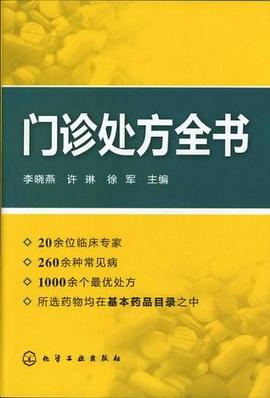 门诊处方全书
李晓燕 许琳 徐军 主编
20余位临床专家
260余种常见病
1000余个最优处方
所选药物均在基本药品目录之中
化学工业出版社